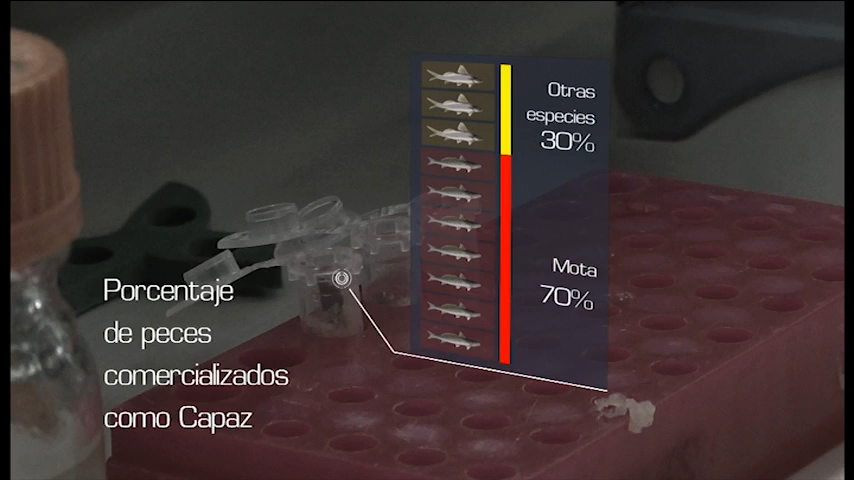 Otras
especies
30%
Mota
70%
Porcentaje
de peces
comercializados
como Capaz